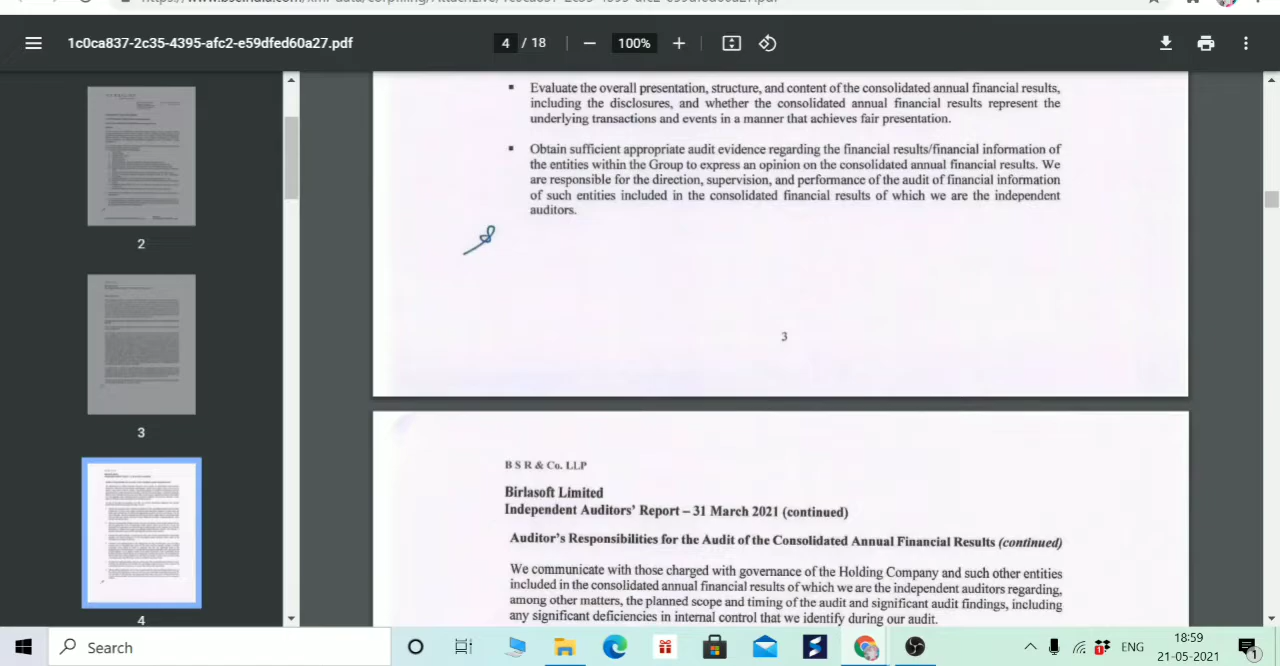 1c0ca837-2c35-4395-afc2-e59dfed60a27.pdf
4 / 18
100%
2
3
4
▪ Evaluate the overall presentation, structure, and content of the consolidated annual financial results,
including the disclosures, and whether the consolidated annual financial results represent the
underlying transactions and events in a manner that achieves fair presentation.
▪ Obtain sufficient appropriate audit evidence regarding the financial results/financial information of
the entities within the Group to express an opinion on the consolidated annual financial results. We
are responsible for the direction, supervision, and performance of the audit of financial information
of such entities included in the consolidated financial results of which we are the independent
auditors.
3
B S R & Co. LLP
Birlasoft Limited
Independent Auditors' Report – 31 March 2021 (continued)
Auditor's Responsibilities for the Audit of the Consolidated Annual Financial Results (continued)
We communicate with those charged with governance of the Holding Company and such other entities
included in the consolidated annual financial results of which we are the independent auditors regarding,
among other matters, the planned scope and timing of the audit and significant audit findings, including
any significant deficiencies in internal control that we identify during our audit.
Search
ENG
18:59
21-05-2021
1